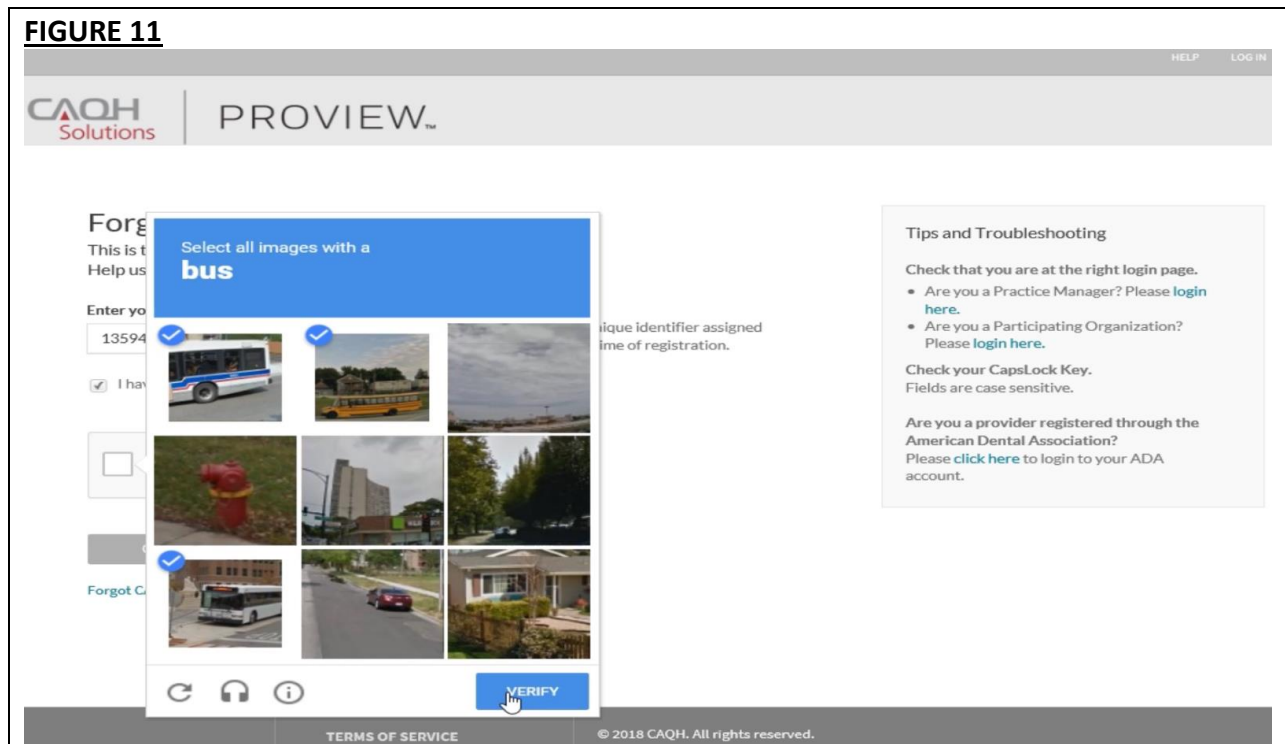 FIGURE 11
HELP LOG IN
CAQH
Solutions
PROVIEW™
Forg
This is t
Help us
Enter yo
13594
ique identifier assigned
ime of registration.
I hav
Select all images with a
bus
VERIFY
Forgot C
Tips and Troubleshooting
Check that you are at the right login page.
• Are you a Practice Manager? Please login
here.
• Are you a Participating Organization?
Please login here.
Check your CapsLock Key.
Fields are case sensitive.
Are you a provider registered through the
American Dental Association?
Please click here to login to your ADA
account.
TERMS OF SERVICE
© 2018 CAQH. All rights reserved.